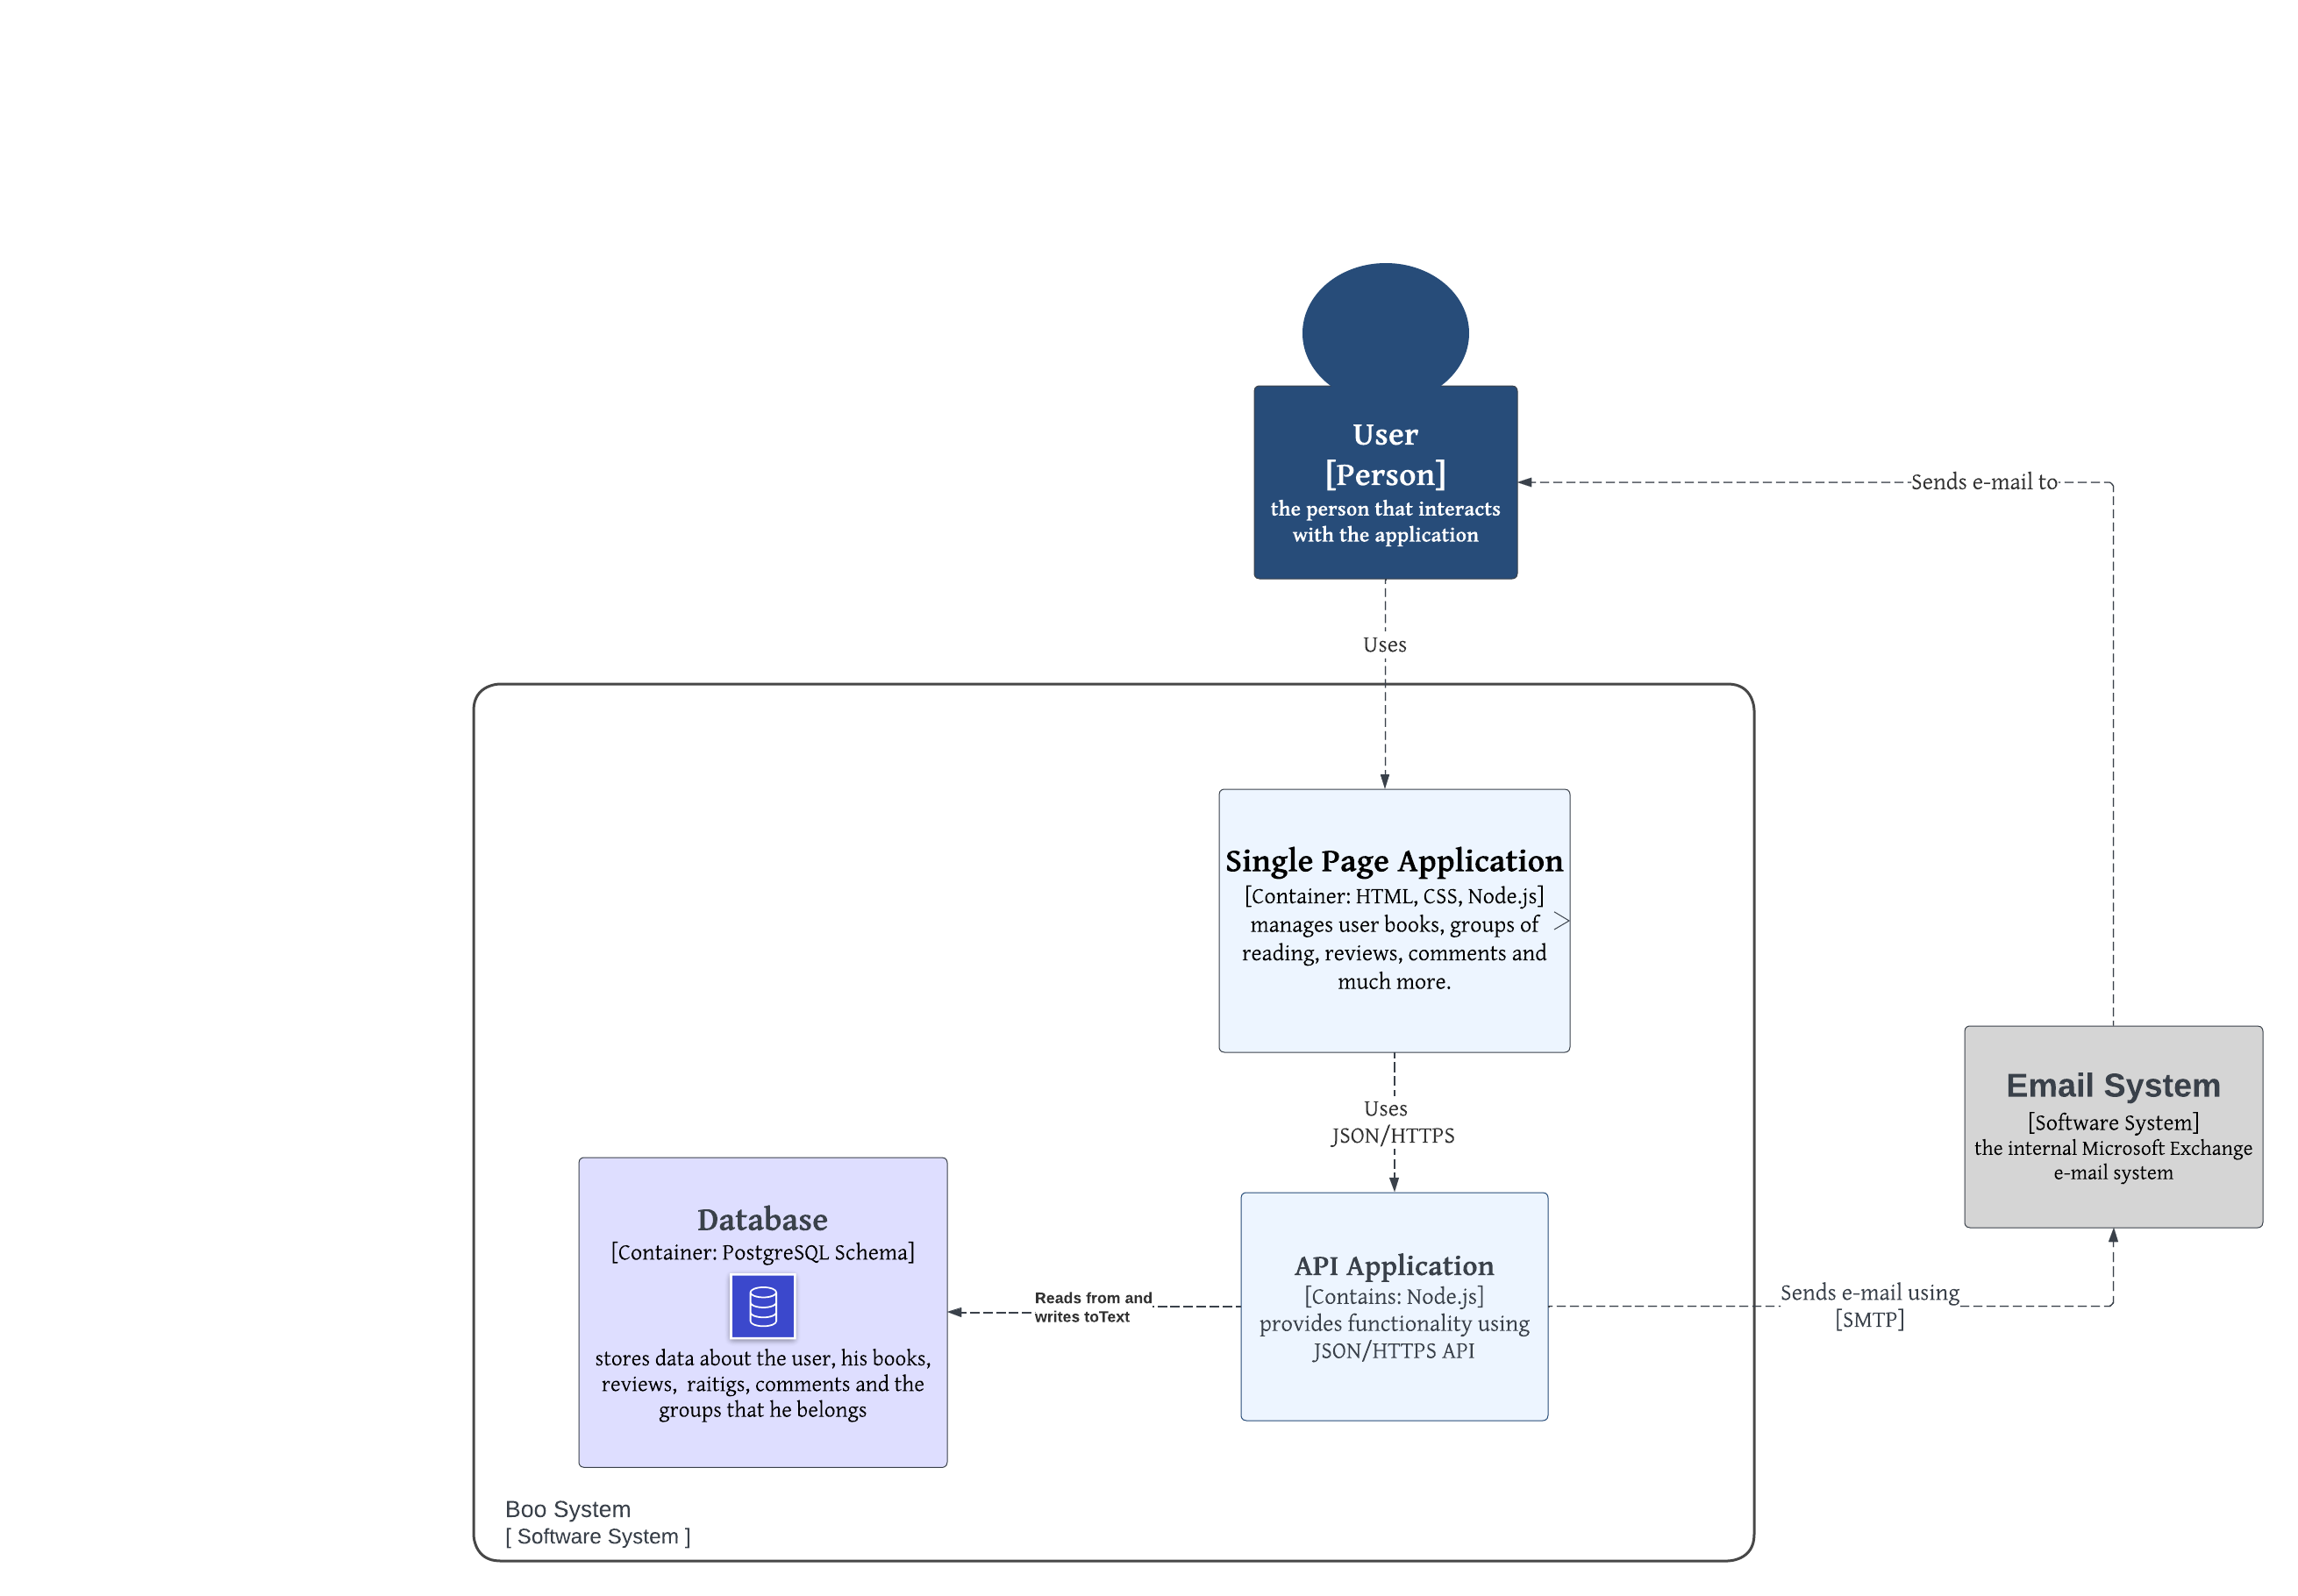 User
[Person]
the person that interacts
with the application
Sends e-mail to
Uses
Single Page Application
[Container: HTML, CSS, Node.js]
manages user books, groups of
reading, reviews, comments and
much more.
Uses
JSON/HTTPS
Email System
[Software System]
the internal Microsoft Exchange
e-mail system
Database
[Container: PostgreSQL Schema]
stores data about the user, his books,
reviews,  raitigs, comments and the
groups that he belongs
Reads from and
writes toText
API Application
[Contains: Node.js]
provides functionality using
JSON/HTTPS API
Sends e-mail using
[SMTP]
Boo System
[ Software System ]